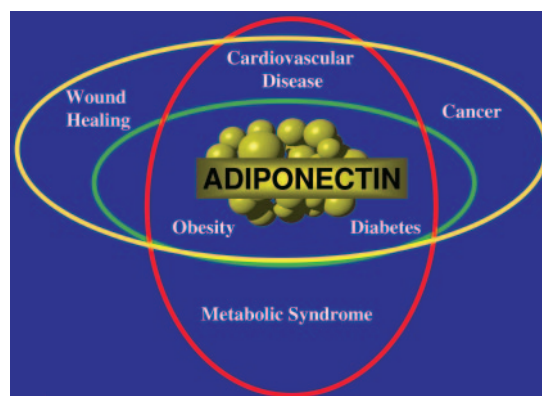 Cardiovascular
Disease
Wound
Healing
Cancer
ADIPONECTIN
Obesity
Diabetes
Metabolic Syndrome